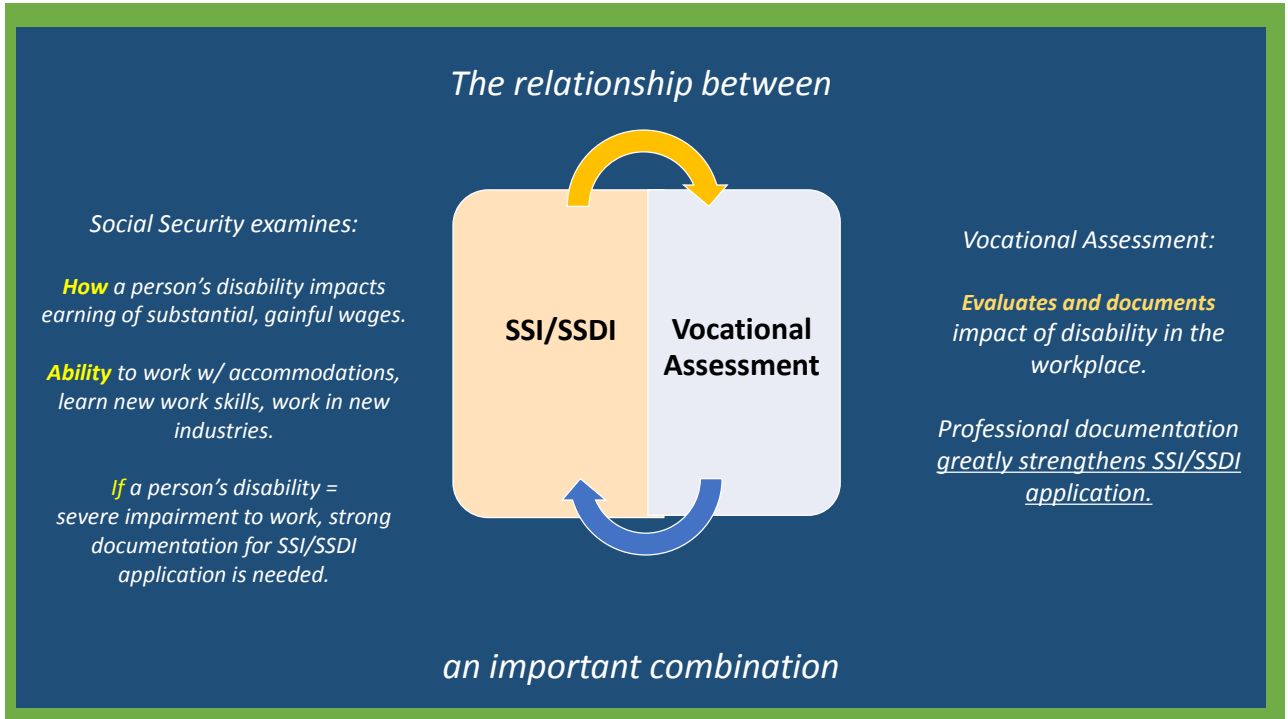 The relationship between
Social Security examines:
How a person’s disability impacts
earning of substantial, gainful wages.
Ability to work w/ accommodations,
learn new work skills, work in new
industries.
If a person’s disability =
severe impairment to work, strong
documentation for SSI/SSDI
application is needed.
SSI/SSDI
Vocational
Assessment
Vocational Assessment:
Evaluates and documents
impact of disability in the
workplace.
Professional documentation
greatly strengthens SSI/SSDI
application.
an important combination